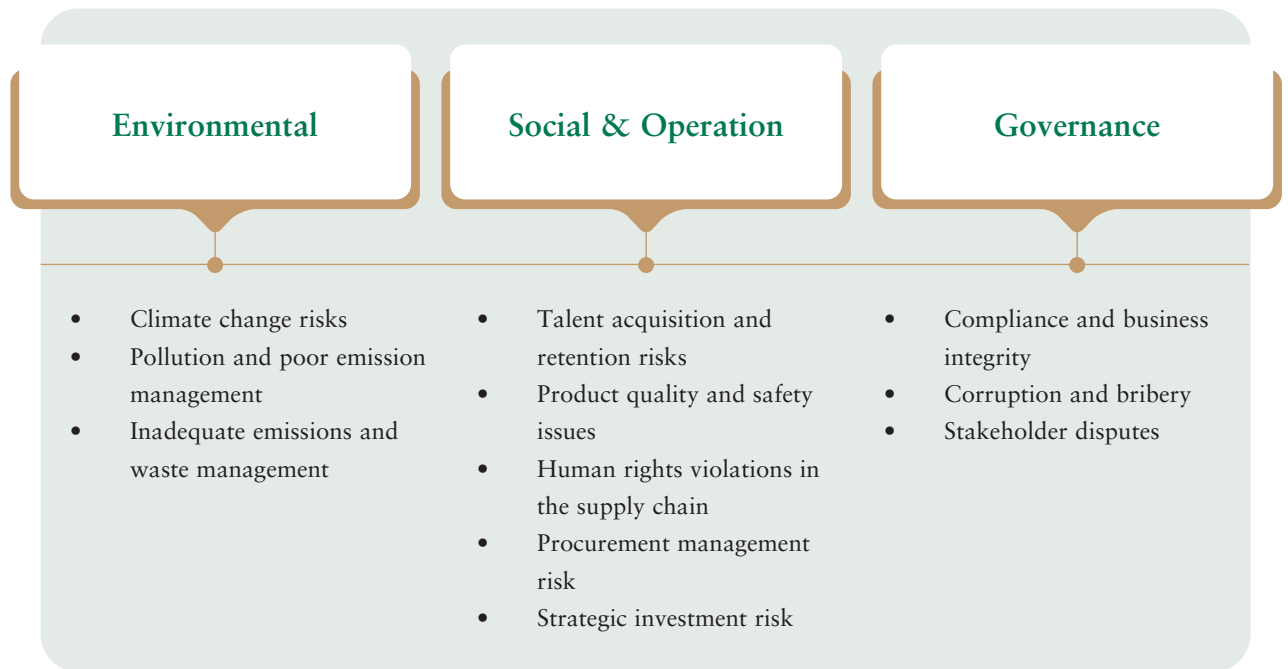 Environmental
• Climate change risks
• Pollution and poor emission
management
• Inadequate emissions and
waste management
Social & Operation
• Talent acquisition and
retention risks
• Product quality and safety
issues
• Human rights violations in
the supply chain
• Procurement management
risk
• Strategic investment risk
Governance
• Compliance and business
integrity
• Corruption and bribery
• Stakeholder disputes